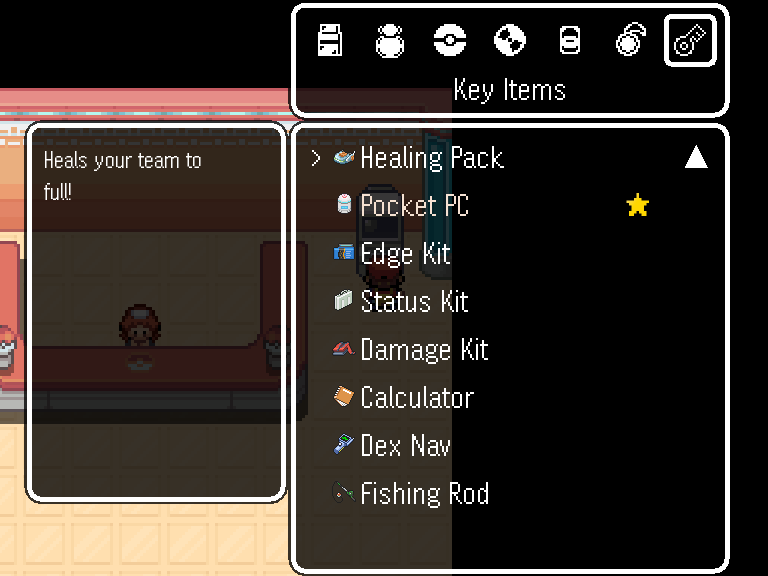 Key Items
Heals your team to
full!
> Healing Pack
Pocket PC
Edge Kit
Status Kit
Damage Kit
Calculator
Dex Nav
Fishing Rod